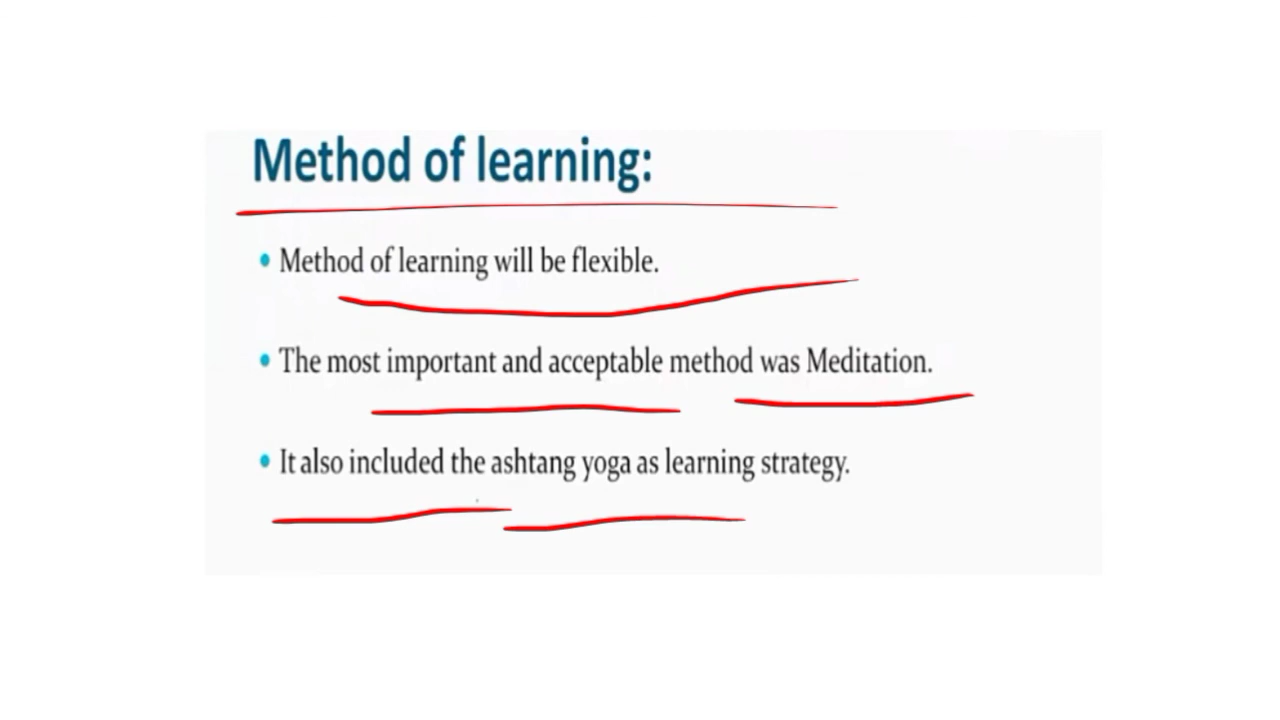 Method of learning:
• Method of learning will be flexible.
• The most important and acceptable method was Meditation.
• It also included the ashtang yoga as learning strategy.